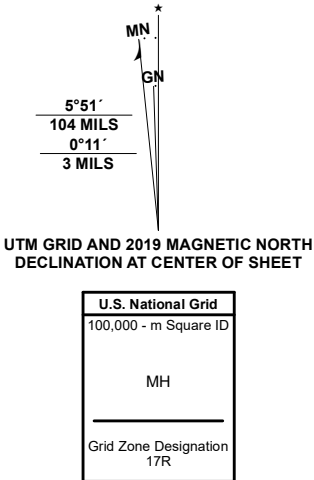 ★
MN
GN
5°51´
104 MILS
0°11´
3 MILS
UTM GRID AND 2019 MAGNETIC NORTH
DECLINATION AT CENTER OF SHEET
U.S. National Grid
100,000 - m Square ID
MH
Grid Zone Designation
17R